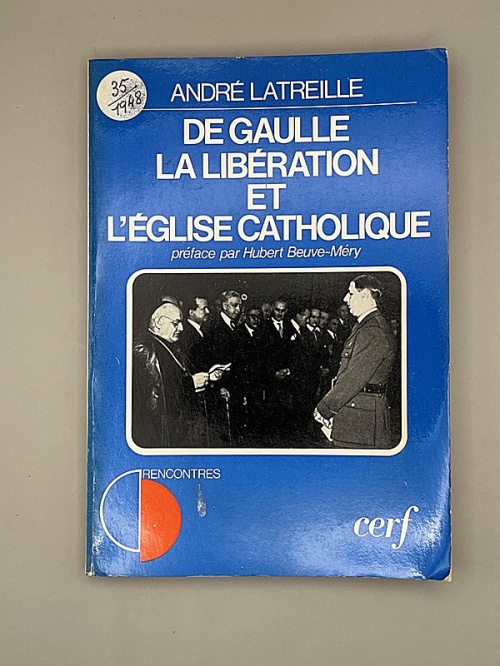 35
1948
ANDRÉ LATREILLE
DE GAULLE
LA LIBÉRATION
ET
L'ÉGLISE CATHOLIQUE
préface par Hubert Beuve-Méry
RENCONTRES
cerf